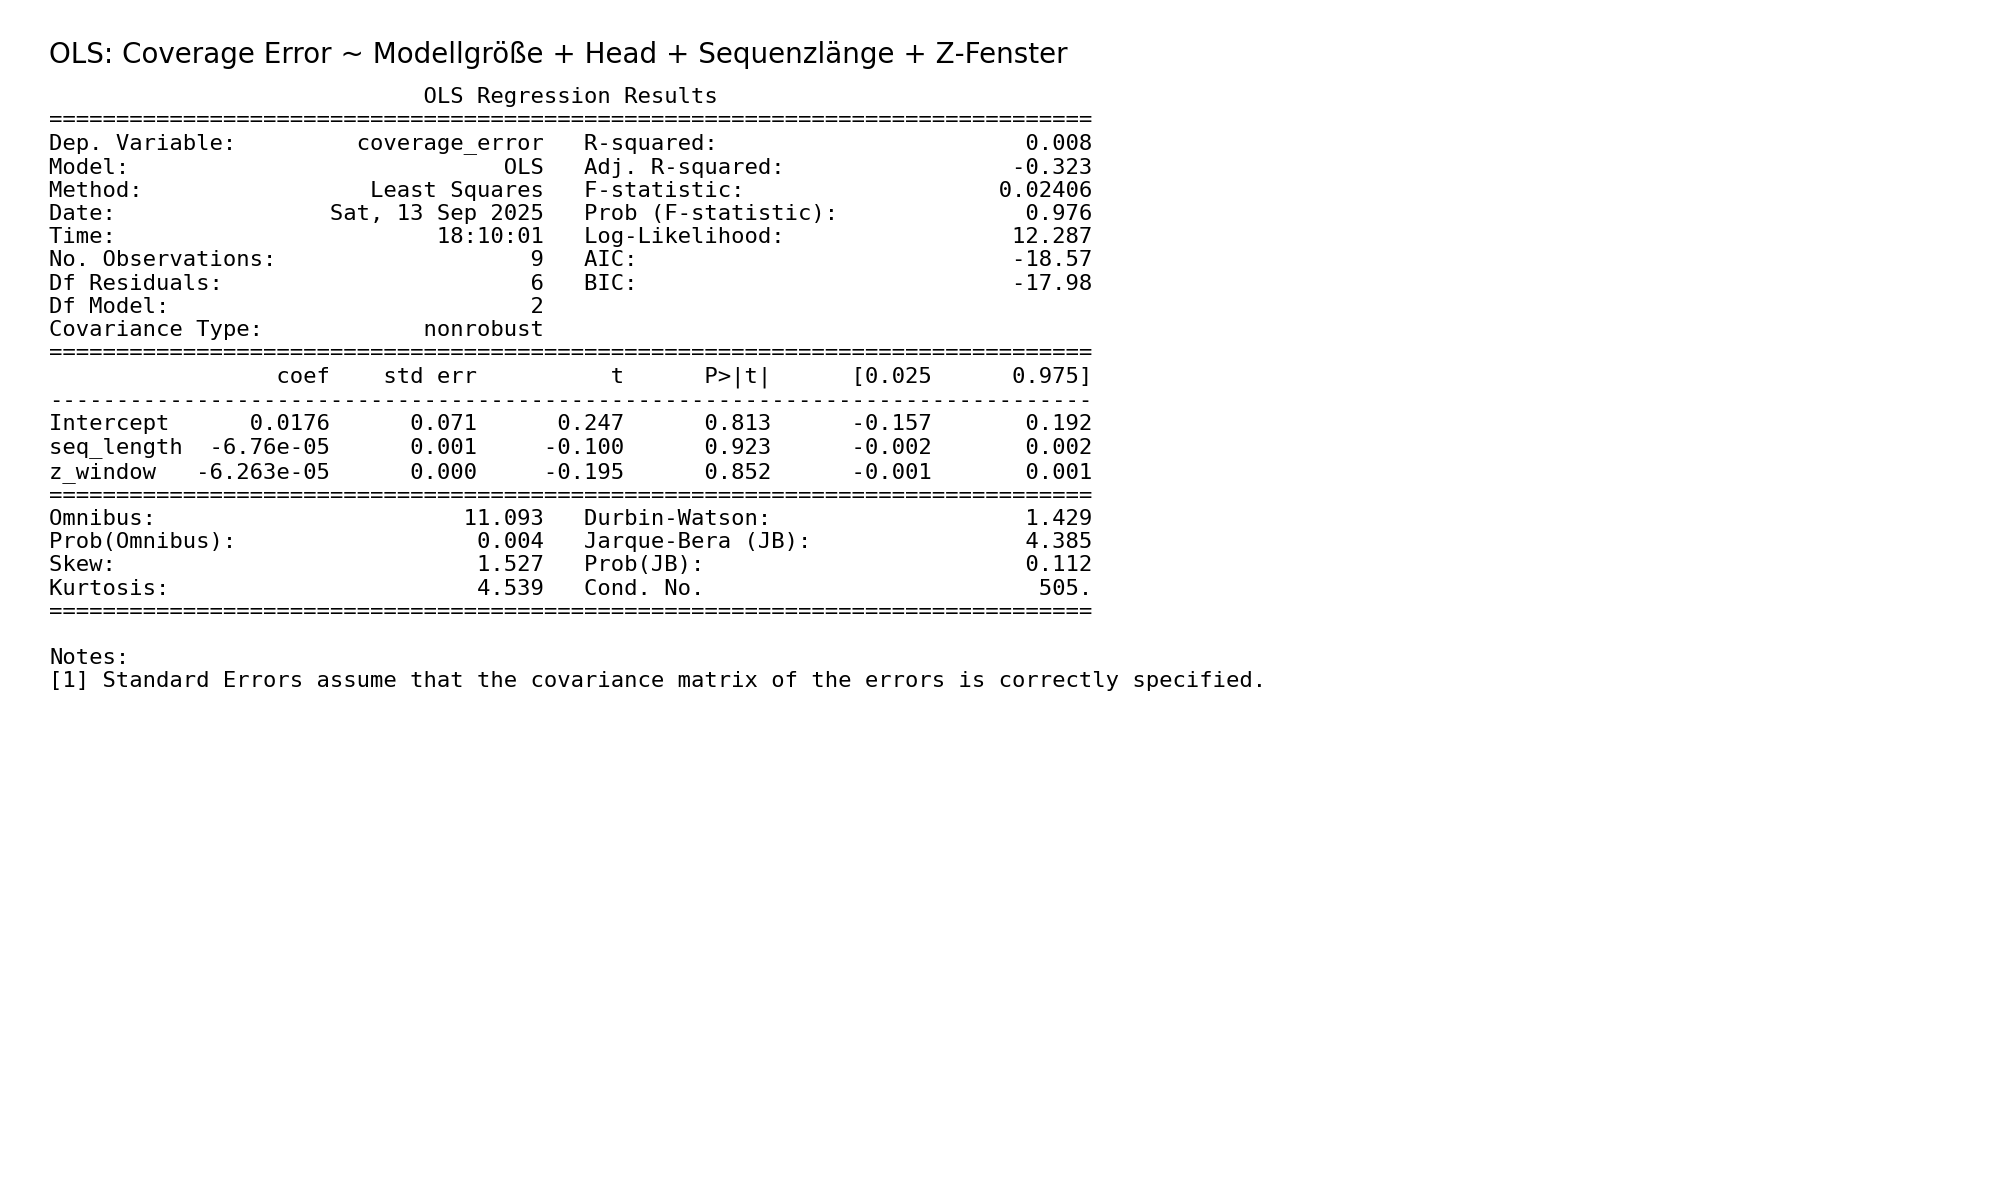 OLS: Coverage Error ~ Modellgröße + Head + Sequenzlänge + Z-Fenster
                            OLS Regression Results
==============================================================================
Dep. Variable:         coverage_error   R-squared:                       0.008
Model:                            OLS   Adj. R-squared:                 -0.323
Method:                 Least Squares   F-statistic:                   0.02406
Date:                Sat, 13 Sep 2025   Prob (F-statistic):              0.976
Time:                        18:10:01   Log-Likelihood:                 12.287
No. Observations:                   9   AIC:                            -18.57
Df Residuals:                       6   BIC:                            -17.98
Df Model:                           2
Covariance Type:            nonrobust
==============================================================================
                 coef    std err          t      P>|t|      [0.025      0.975]
------------------------------------------------------------------------------
Intercept      0.0176      0.071      0.247      0.813      -0.157       0.192
seq_length  -6.76e-05      0.001     -0.100      0.923      -0.002       0.002
z_window   -6.263e-05      0.000     -0.195      0.852      -0.001       0.001
==============================================================================
Omnibus:                       11.093   Durbin-Watson:                   1.429
Prob(Omnibus):                  0.004   Jarque-Bera (JB):                4.385
Skew:                           1.527   Prob(JB):                        0.112
Kurtosis:                       4.539   Cond. No.                         505.
==============================================================================
Notes:
[1] Standard Errors assume that the covariance matrix of the errors is correctly specified.